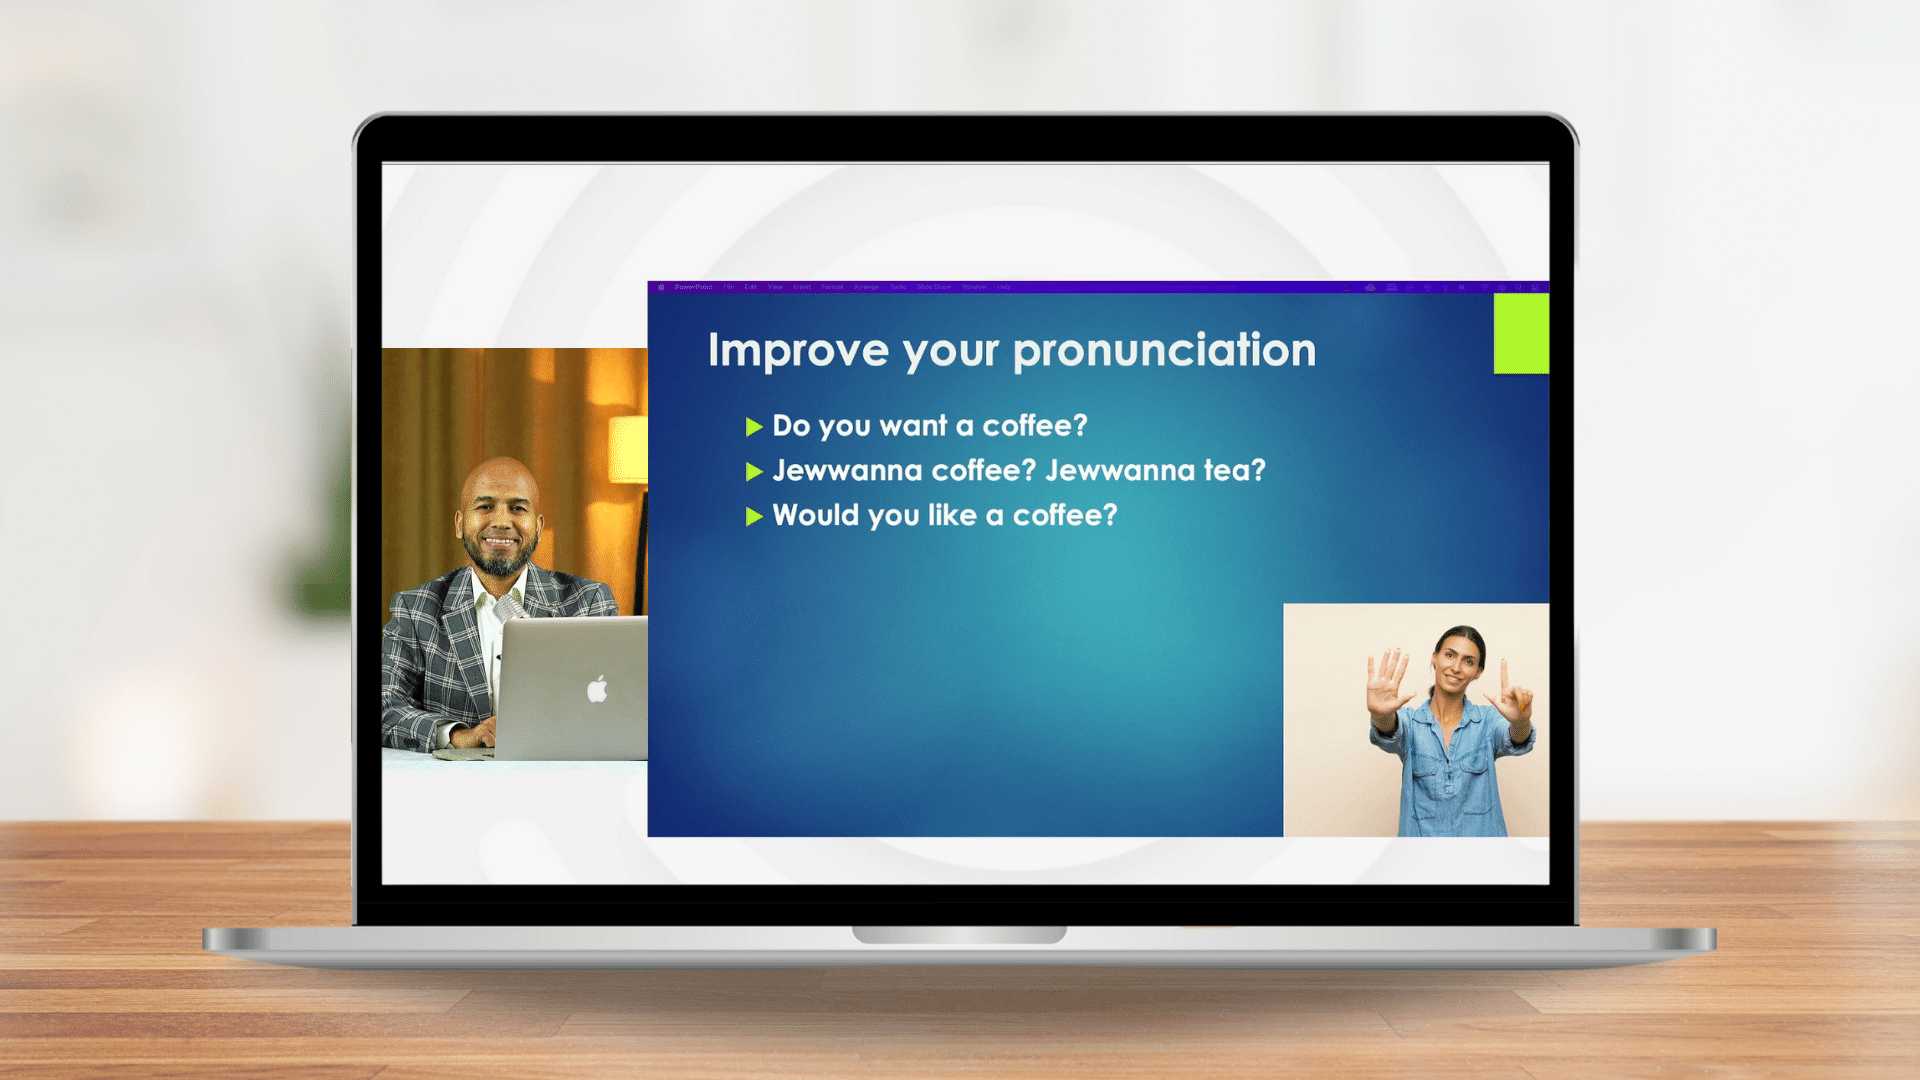 PowerPoint File Edit View Insert Format Arrange Tools Slide Show Window Help
Improve your pronunciation
Do you want a coffee?
Jewwanna coffee? Jewwanna tea?
Would you like a coffee?